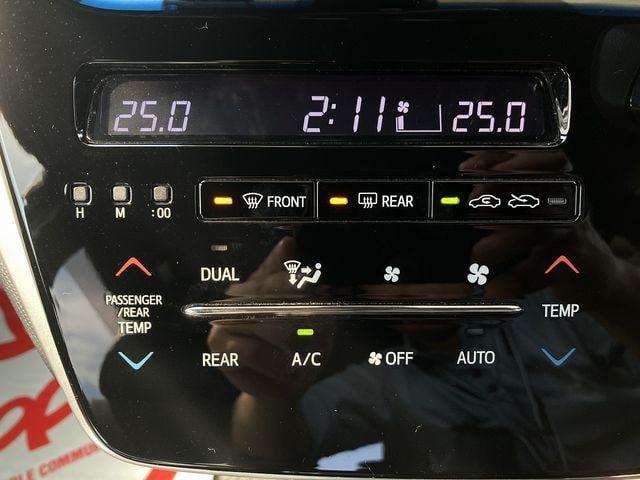 25.0 2:11 25.0
H M :00 FRONT REAR
DUAL
PASSENGER
/REAR
TEMP
TEMP
REAR A/C OFF AUTO